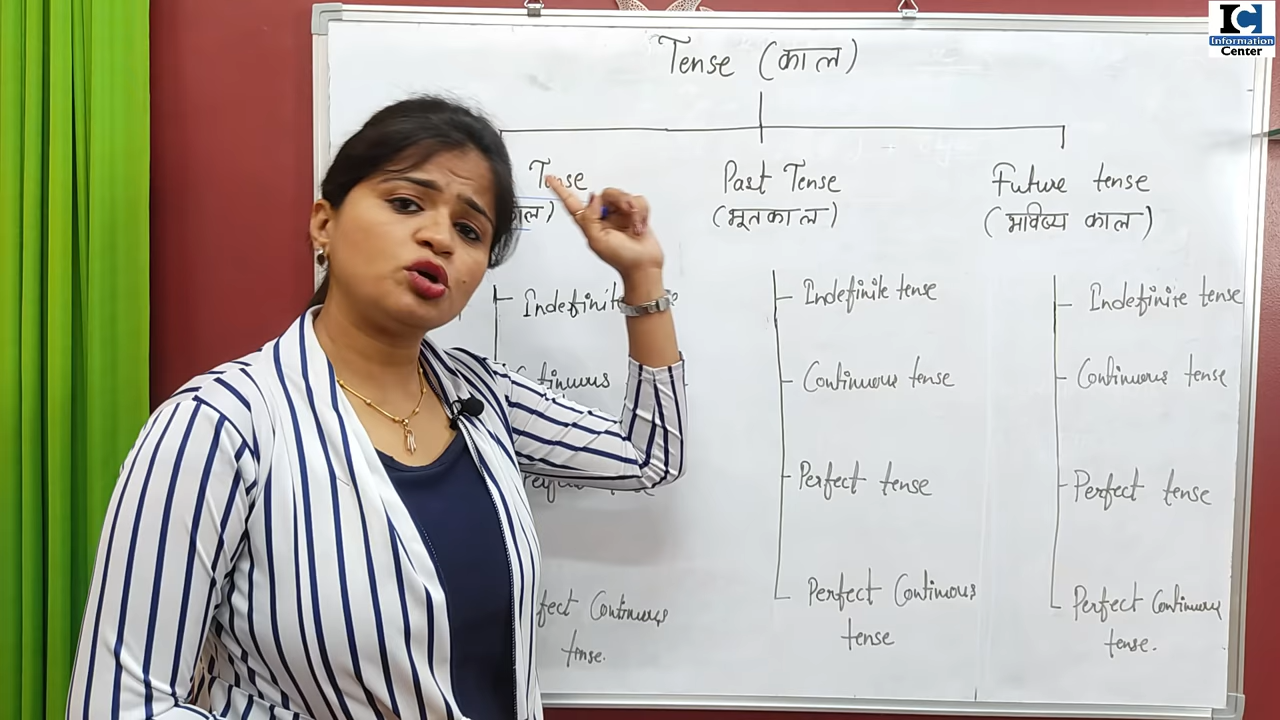 IC
Information
Center
Tense (काल)
Tense
काल)
Indefinite
Continuous
Perfect Continuous
tense.
Past Tense
(भूतकाल)
Indefinite tense
Continuous tense
Perfect tense
Perfect Continuous
tense
Future tense
(भविष्य काल)
Indefinite tense
Continuous tense
Perfect tense
Perfect Continuous
tense.